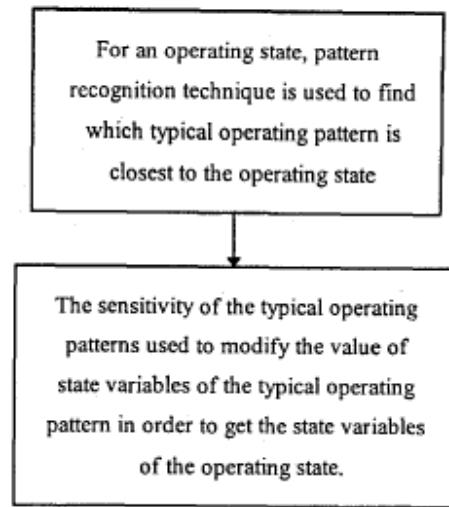 For an operating state, pattern
recognition technique is used to find
which typical operating pattern is
closest to the operating state
The sensitivity of the typical operating
patterns used to modify the value of
state variables of the typical operating
pattern in order to get the state variables
of the operating state.